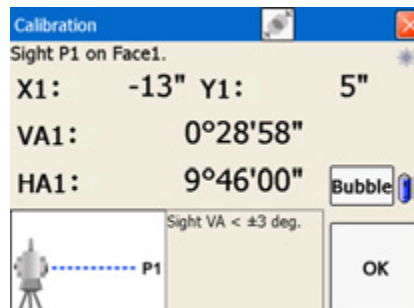 Calibration
Sight P1 on Face1.
X1: -13" Y1: 5"
VA1: 0°28'58"
HA1: 9°46'00"
Bubble
Sight VA < ±3 deg.
P1
OK